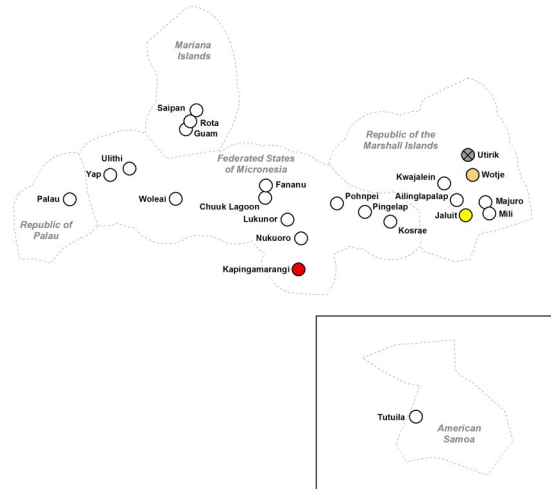 Mariana
Islands
Saipan
Rota
Guam
Republic of the
Marshall Islands
Utirik
Ulithi
Federated States
of Micronesia
Yap
Wotje
Kwajalein
Fananu
Palau
Woleai
Chuuk Lagoon
Pohnpei
Ailinglapalap
Majuro
Pingelap
Jaluit
Mili
Lukunor
Kosrae
Republic of
Palau
Nukuoro
Kapingamarangi
Tutuila
American
Samoa